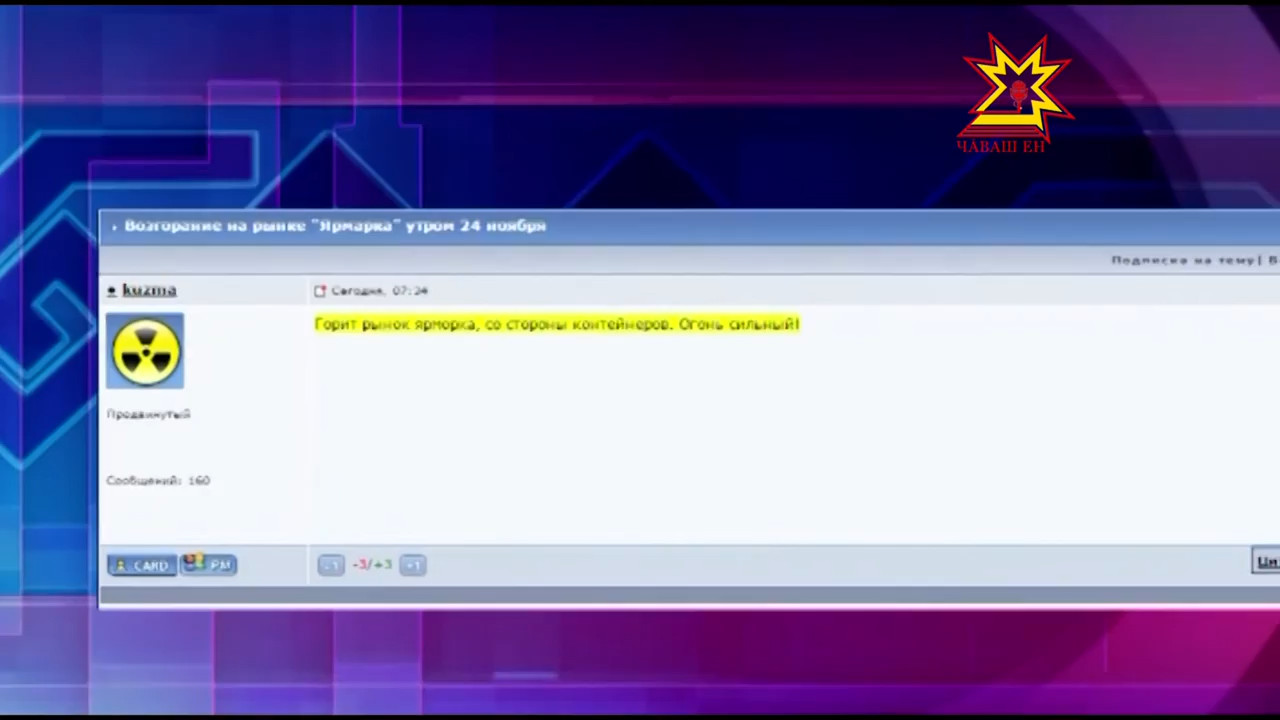 ЧАВАШ ЕН
Возгорание на рынке "Ярмарка" утром 24 ноября
Подписка на тему |
kuzma
Сегодня, 07:24
Горит рынок ярморка, со стороны контейнеров. Огонь сильный!
Продвинутый
Сообщений: 160
CARD PM
-1 -3/+3 +1